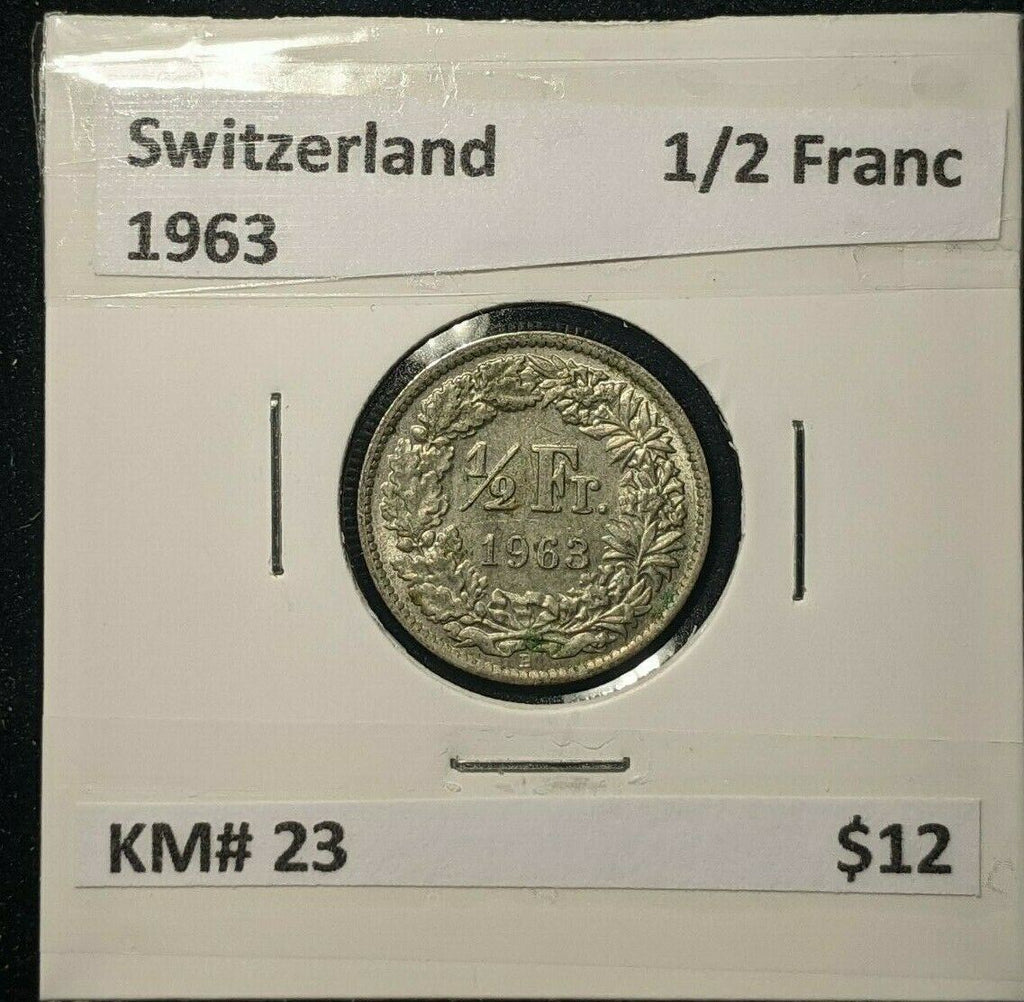 Switzerland 1/2 Franc
1963
½ Fr.
1963
B
KM# 23 $12